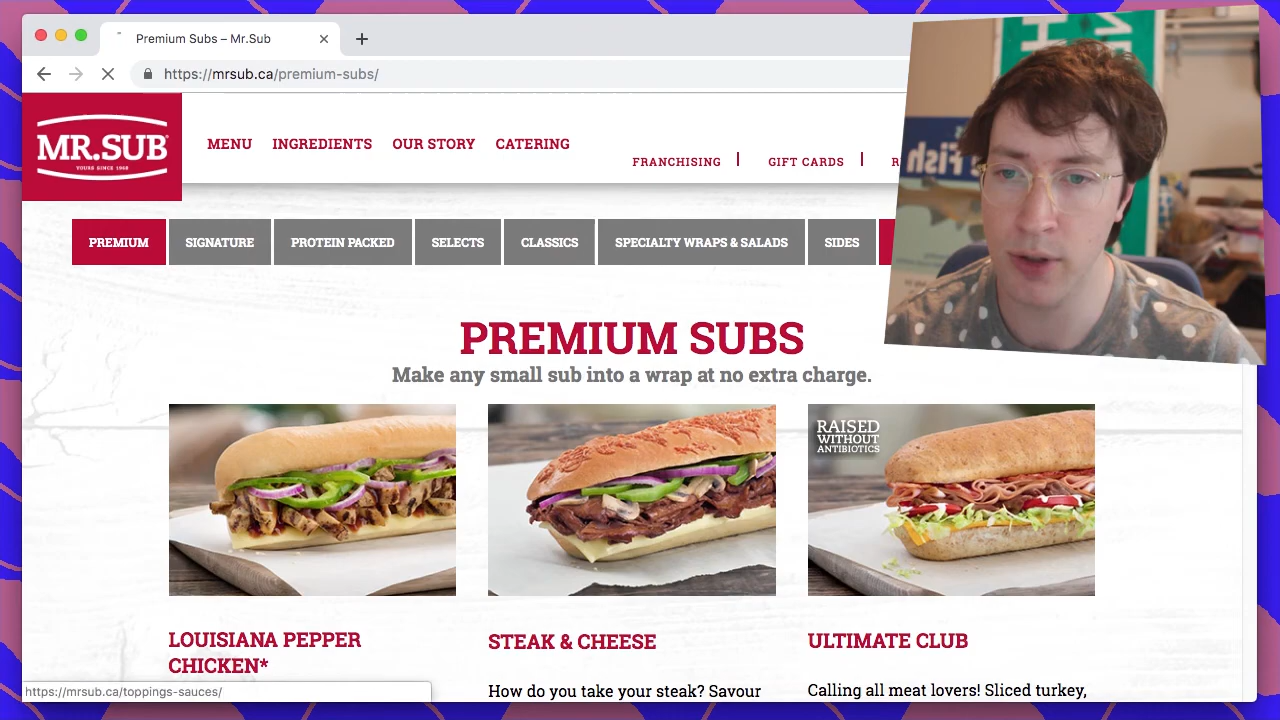 Premium Subs – Mr.Sub
https://mrsub.ca/premium-subs/
MR.SUB
YOURS SINCE 1968
MENU INGREDIENTS OUR STORY CATERING
FRANCHISING GIFT CARDS
PREMIUM SIGNATURE PROTEIN PACKED SELECTS CLASSICS SPECIALTY WRAPS & SALADS SIDES
PREMIUM SUBS
Make any small sub into a wrap at no extra charge.
RAISED
WITHOUT
ANTIBIOTICS
LOUISIANA PEPPER
CHICKEN*
STEAK & CHEESE
ULTIMATE CLUB
How do you take your steak? Savour
Calling all meat lovers! Sliced turkey,
https://mrsub.ca/toppings-sauces/
Fish